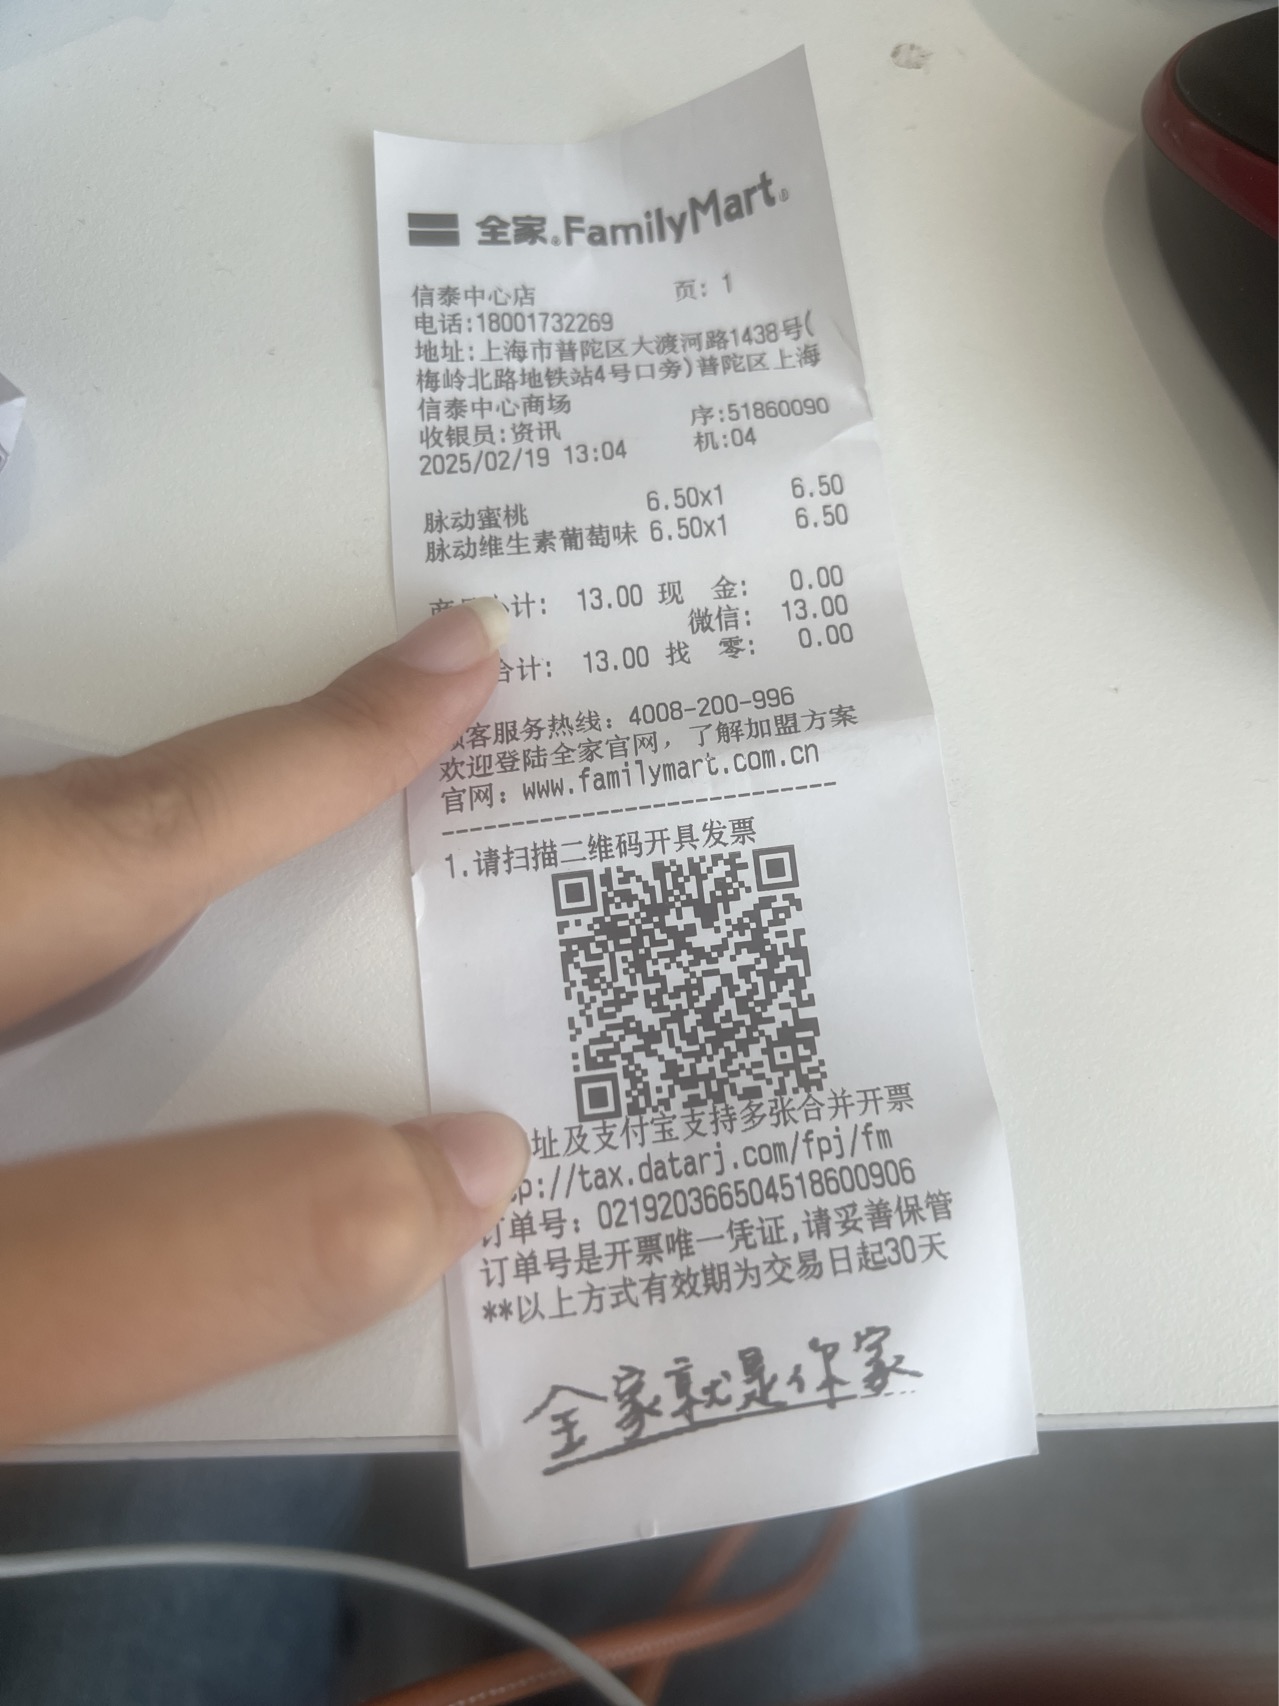 全家®FamilyMart®
信泰中心店 页: 1
电话:18001732269
地址:上海市普陀区大渡河路1438号(
梅岭北路地铁站4号口旁)普陀区上海
信泰中心商场
收银员:资讯 序:51860090
2025/02/19 13:04 机:04
脉动蜜桃 6.50x1 6.50
脉动维生素葡萄味 6.50x1 6.50
计: 13.00 现 金: 0.00
微信: 13.00
合计: 13.00 找 零: 0.00
客服务热线: 4008-200-996
欢迎登陆全家官网, 了解加盟方案
官网: www.familymart.com.cn
1.请扫描二维码开具发票
址及支付宝支持多张合并开票
p://tax.datarj.com/fpj/fm
订单号: 0219203665045186​00906
订单号是开票唯一凭证,请妥善保管
**以上方式有效期为交易日起30天
全家就是你家